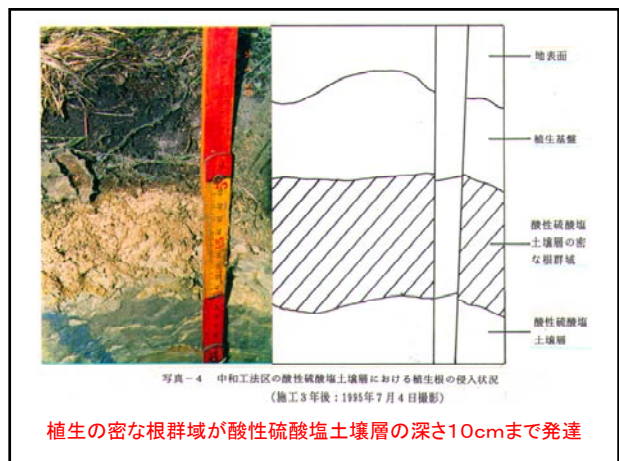 地表面
植生基盤
酸性硫酸塩
土壌層の密
な根群域
酸性硫酸塩
土壌層
写真－4 中和工法区の酸性硫酸塩土壌層における植生根の侵入状況
(施工3年後：1995年7月4日撮影)
植生の密な根群域が酸性硫酸塩土壌層の深さ10cmまで発達